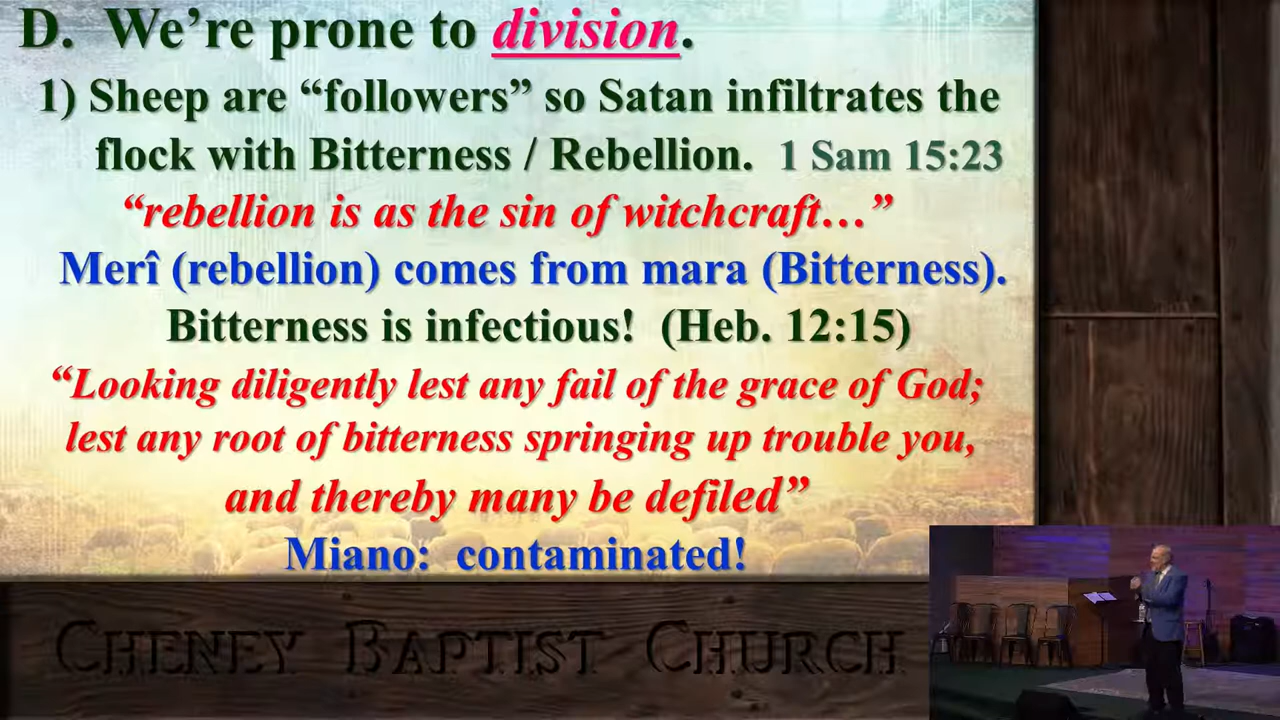 D. We're prone to division.
1) Sheep are “followers” so Satan infiltrates the
flock with Bitterness / Rebellion. 1 Sam 15:23
“rebellion is as the sin of witchcraft…”
Merî (rebellion) comes from mara (Bitterness).
Bitterness is infectious! (Heb. 12:15)
“Looking diligently lest any fail of the grace of God;
lest any root of bitterness springing up trouble you,
and thereby many be defiled”
Miano: contaminated!
CHENEY BAPTIST CHURCH